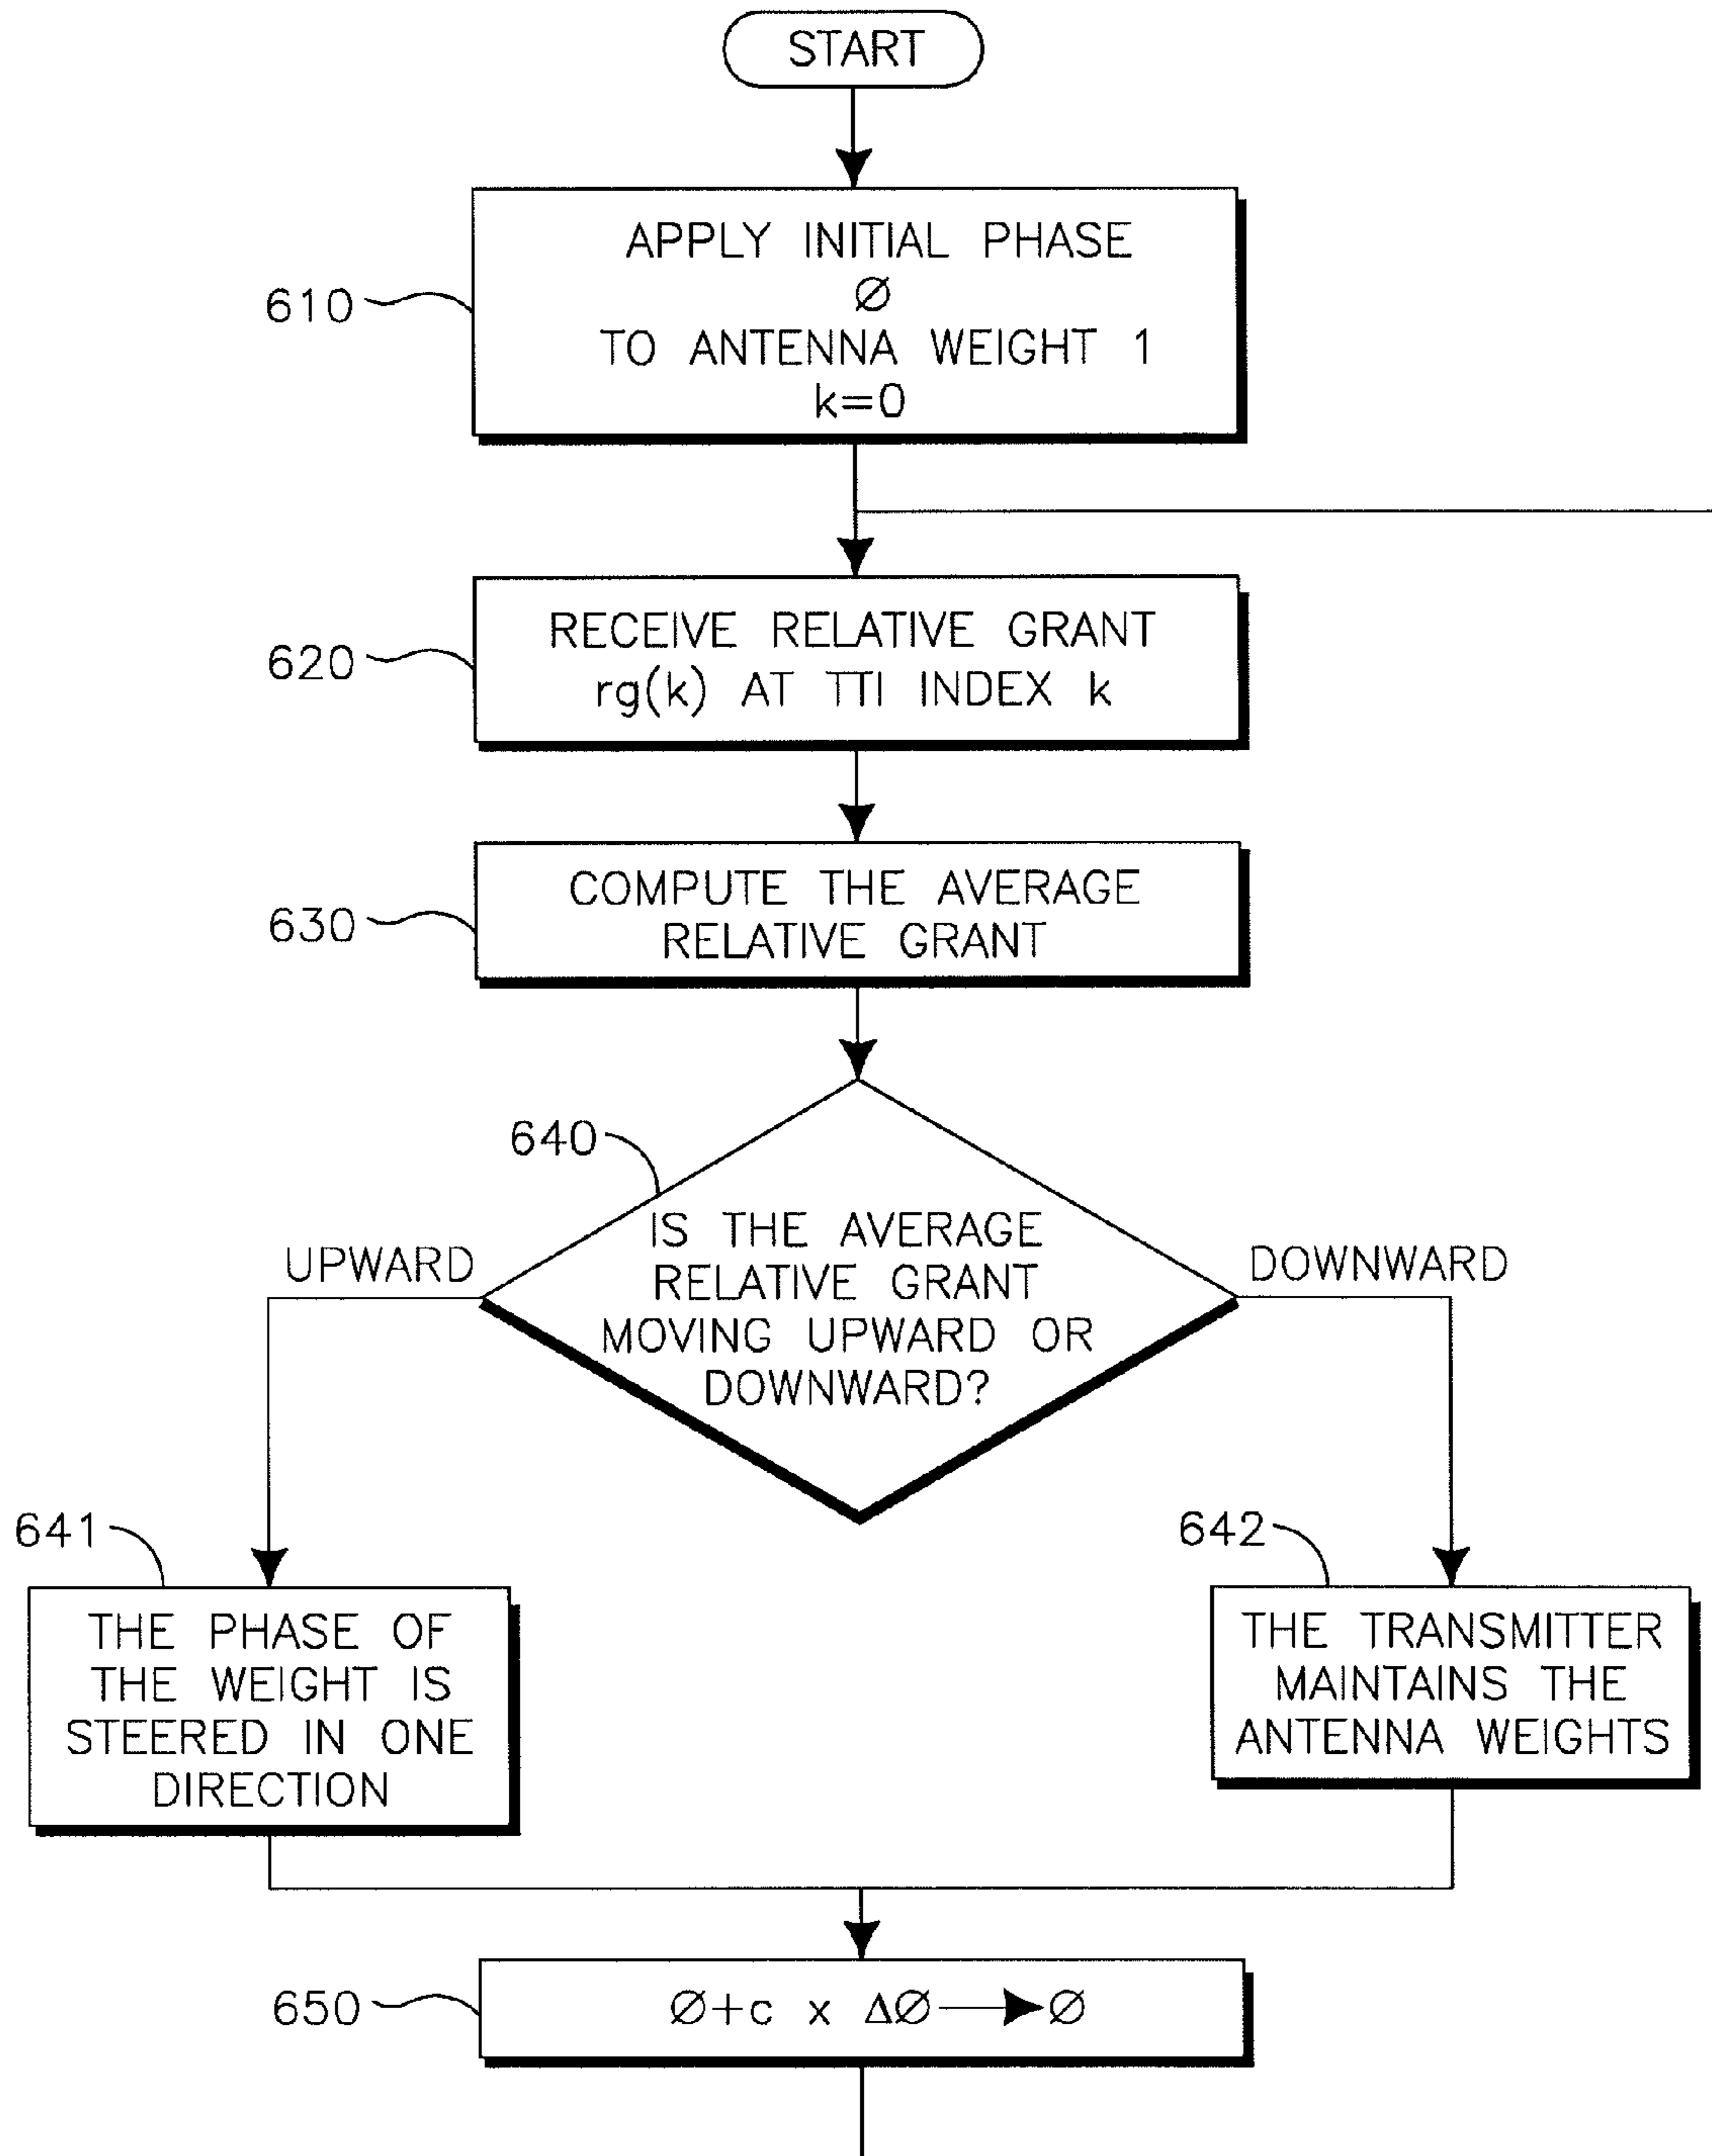 START
APPLY INITIAL PHASE
Ø
TO ANTENNA WEIGHT 1
k=0
610
RECEIVE RELATIVE GRANT
rg(k) AT TTI INDEX k
620
COMPUTE THE AVERAGE
RELATIVE GRANT
630
640
IS THE AVERAGE
RELATIVE GRANT
MOVING UPWARD OR
DOWNWARD?
UPWARD
DOWNWARD
641
THE PHASE OF
THE WEIGHT IS
STEERED IN ONE
DIRECTION
642
THE TRANSMITTER
MAINTAINS THE
ANTENNA WEIGHTS
650
Ø+c x ΔØ→Ø